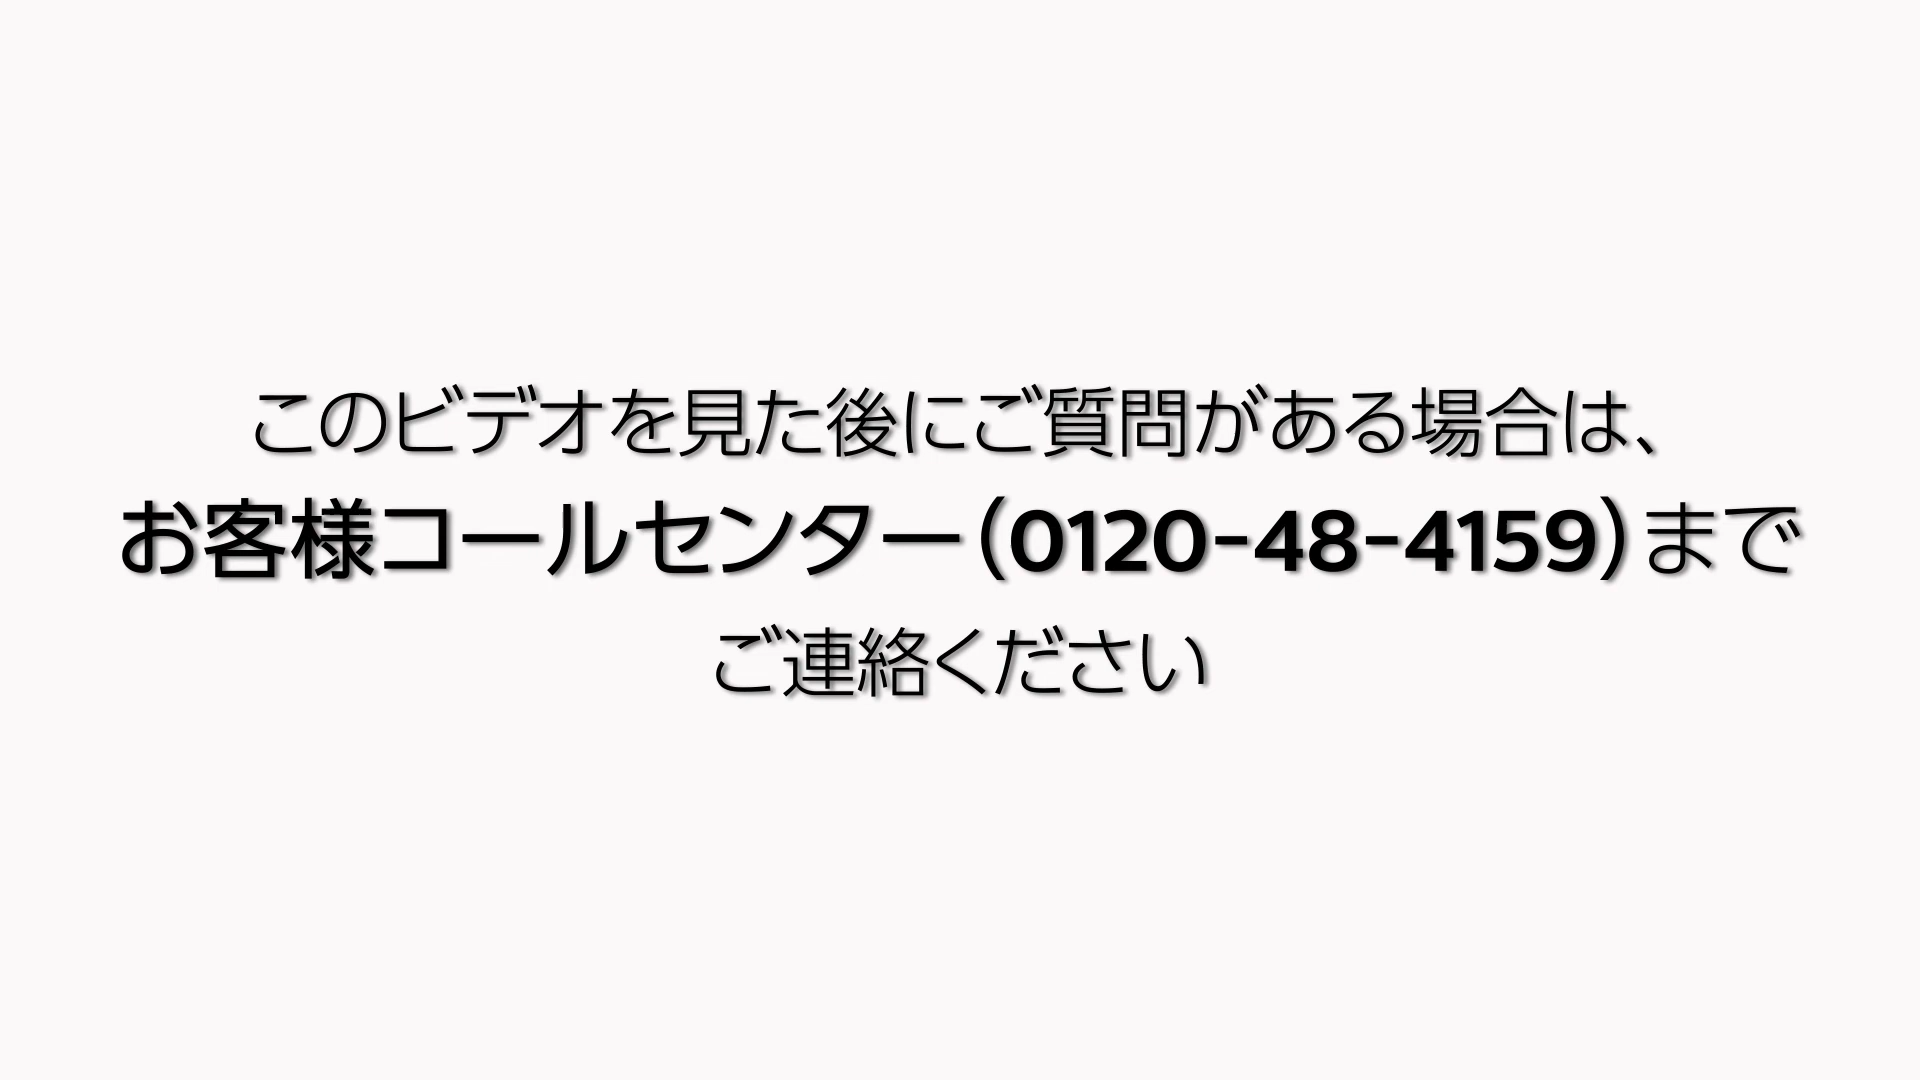 このビデオを見た後にご質問がある場合は、
お客様コールセンター(0120-48-4159)まで
ご連絡ください